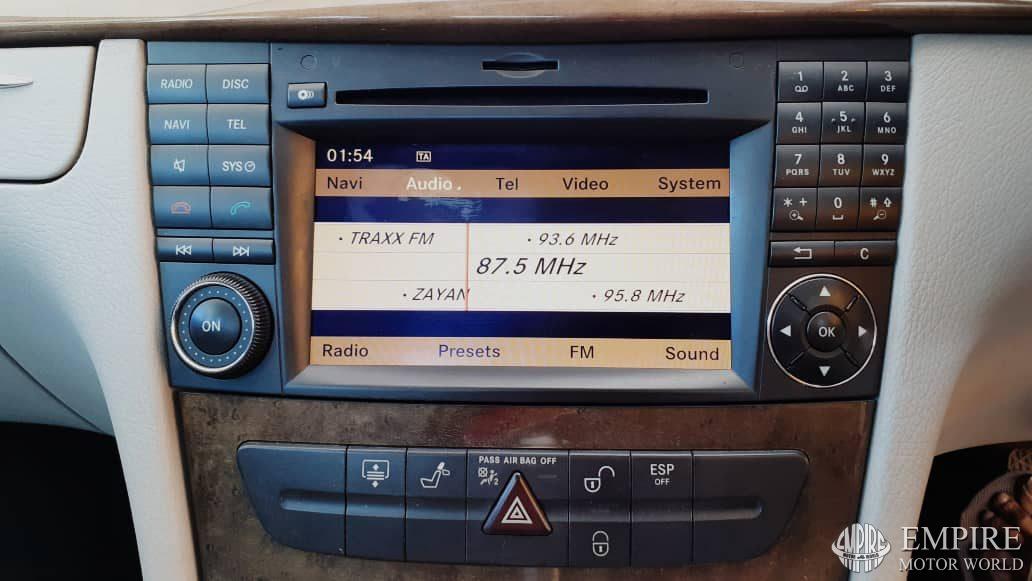 RADIO
DISC
NAVI
TEL
SYS
ON
01:54
TA
Navi
Audio
Tel
Video
System
• TRAXX FM
• 93.6 MHz
87.5 MHz
• ZAYAN
• 95.8 MHz
Radio
Presets
FM
Sound
1
2 ABC
3 DEF
4 GHI
5 JKL
6 MNO
7 PQRS
8 TUV
9 WXYZ
* +
0
#
C
OK
PASS AIR BAG OFF
2
ESP
OFF
EMPIRE
EMPIRE
MOTOR WORLD